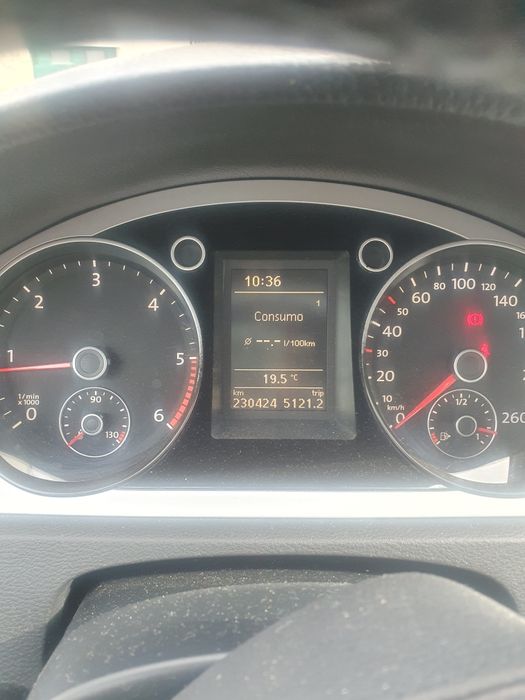 10:36
1
Consumo
Ø --.- l/100km
19.5 °C
km trip
230424 5121.2
0 1 2 3 4 5 6
1/min
x 1000
90
130
0 10 20 30 40 50 60 80 100 120 140
260
km/h
1/2
1